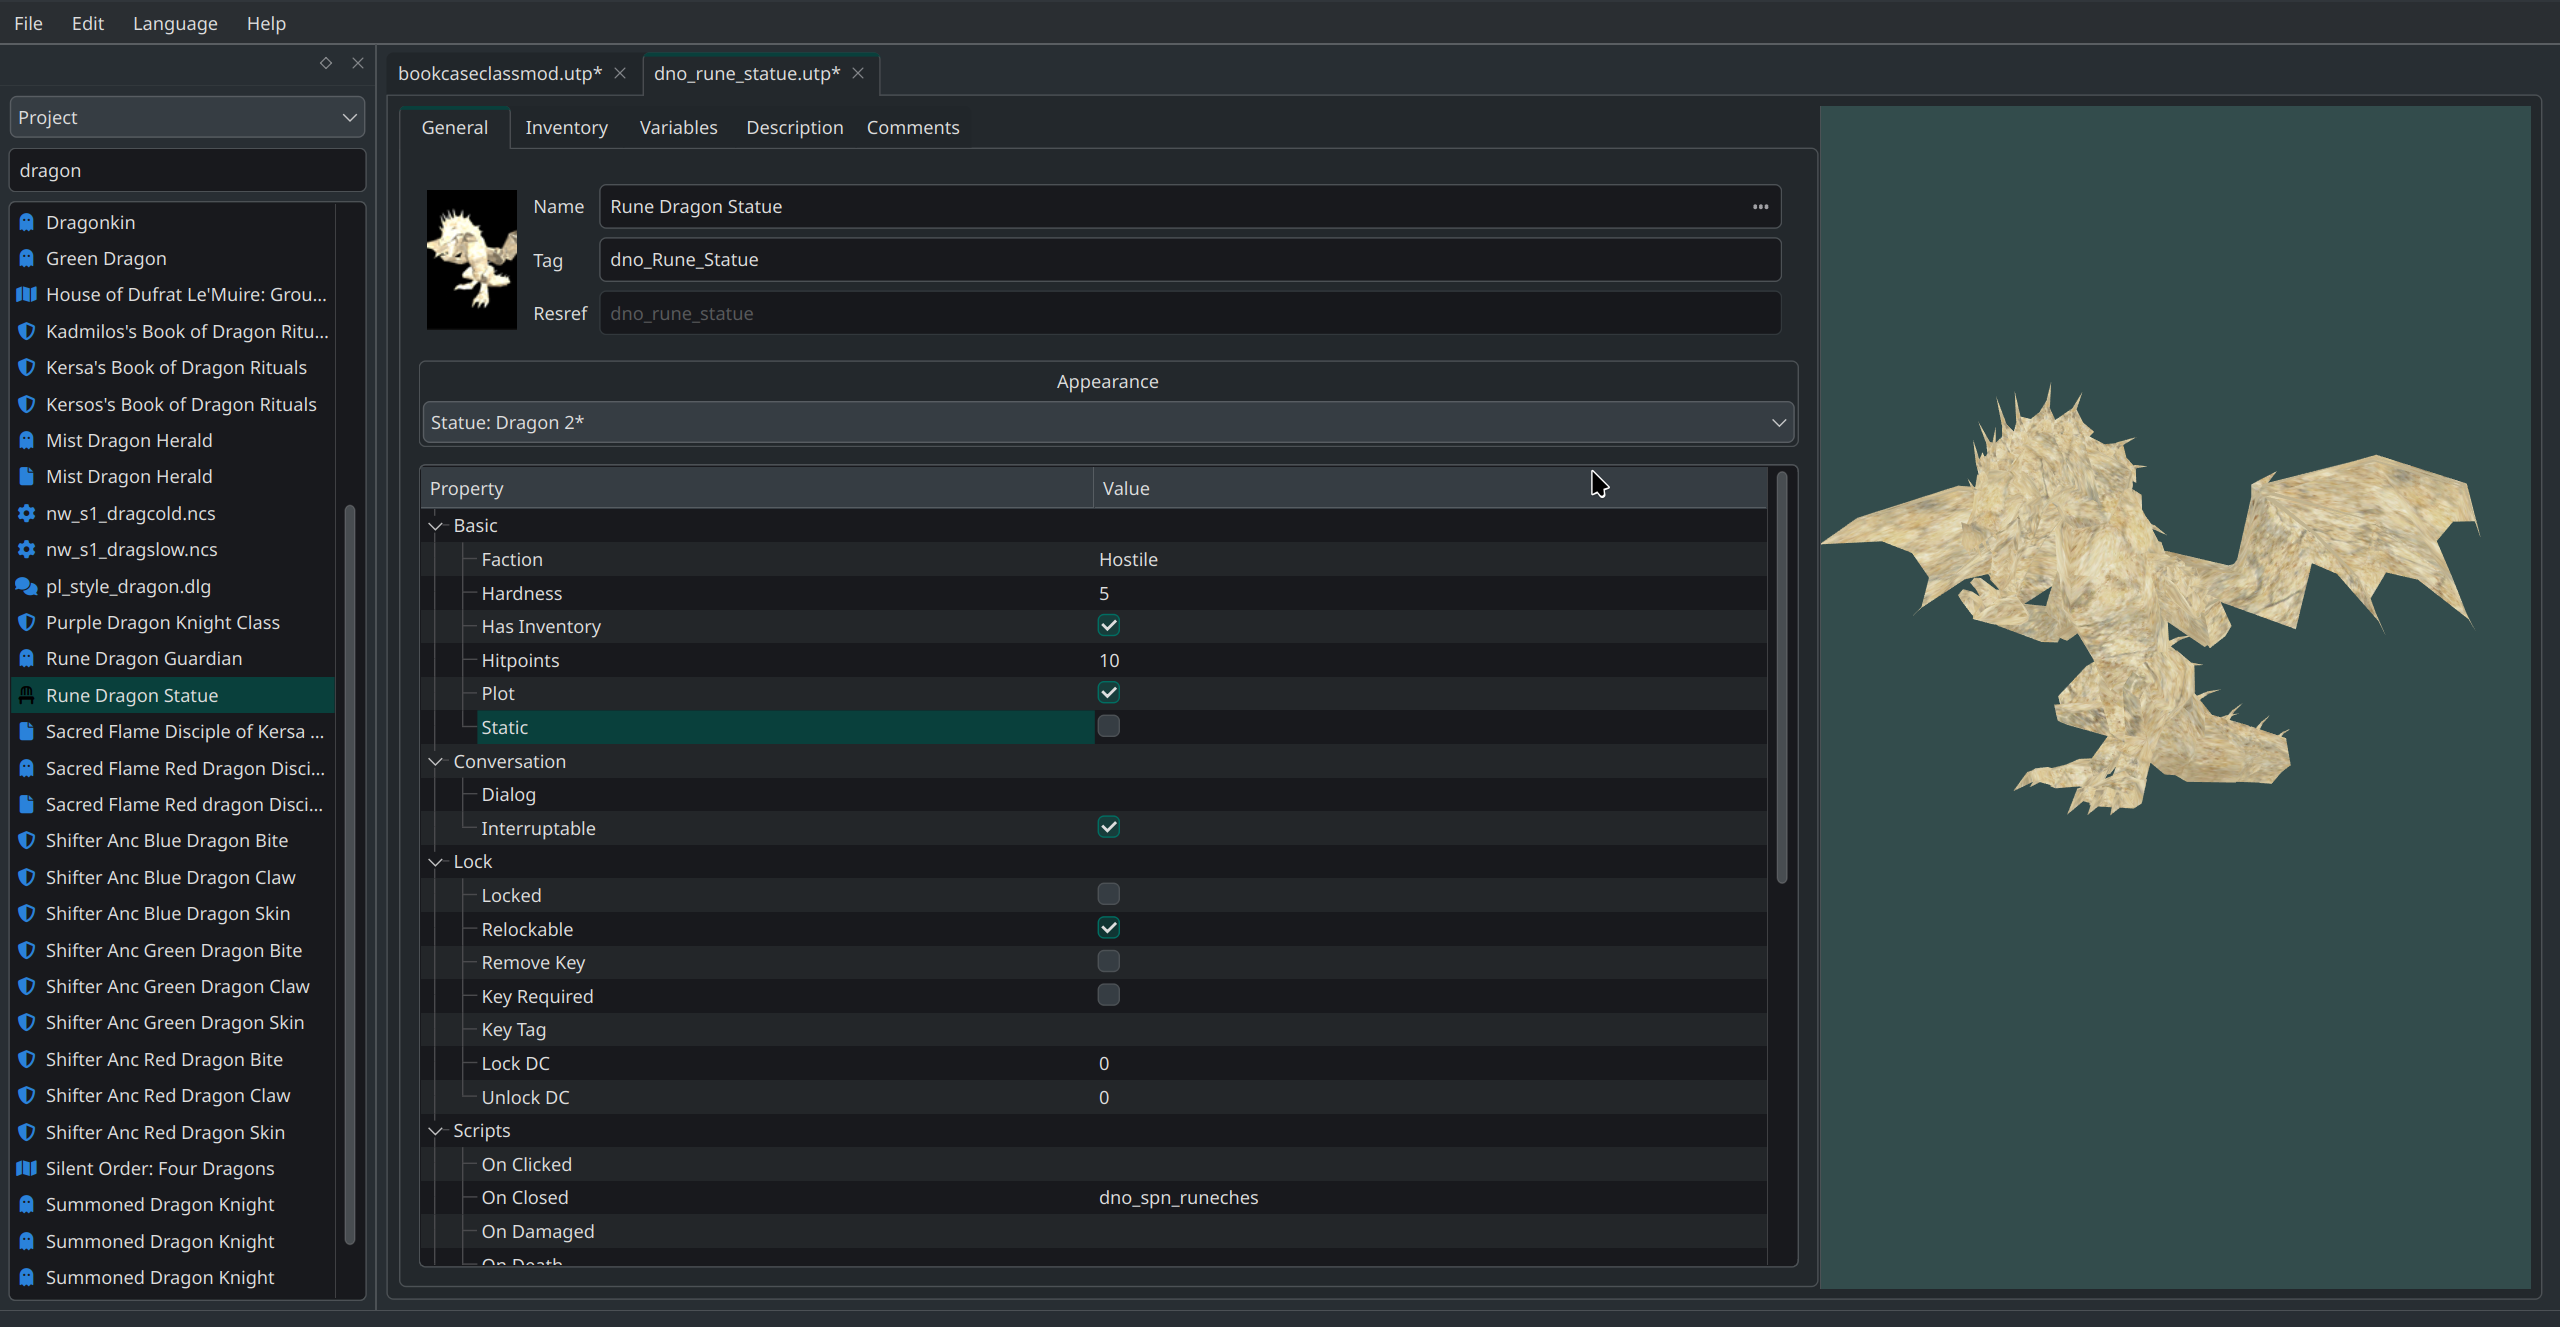 File Edit Language Help
Project
dragon
Dragonkin
Green Dragon
House of Dufrat Le'Muire: Grou...
Kadmilos's Book of Dragon Ritu...
Kersa's Book of Dragon Rituals
Kersos's Book of Dragon Rituals
Mist Dragon Herald
Mist Dragon Herald
nw_s1_dragcold.ncs
nw_s1_dragslow.ncs
pl_style_dragon.dlg
Purple Dragon Knight Class
Rune Dragon Guardian
Rune Dragon Statue
Sacred Flame Disciple of Kersa ...
Sacred Flame Red Dragon Disci...
Sacred Flame Red dragon Disci...
Shifter Anc Blue Dragon Bite
Shifter Anc Blue Dragon Claw
Shifter Anc Blue Dragon Skin
Shifter Anc Green Dragon Bite
Shifter Anc Green Dragon Claw
Shifter Anc Green Dragon Skin
Shifter Anc Red Dragon Bite
Shifter Anc Red Dragon Claw
Shifter Anc Red Dragon Skin
Silent Order: Four Dragons
Summoned Dragon Knight
Summoned Dragon Knight
Summoned Dragon Knight
bookcaseclassmod.utp* dno_rune_statue.utp*
General Inventory Variables Description Comments
Name Rune Dragon Statue ...
Tag dno_Rune_Statue
Resref dno_rune_statue
Appearance
Statue: Dragon 2*
Property Value
Basic
Faction Hostile
Hardness 5
Has Inventory
Hitpoints 10
Plot
Static
Conversation
Dialog
Interruptable
Lock
Locked
Relockable
Remove Key
Key Required
Key Tag
Lock DC 0
Unlock DC 0
Scripts
On Clicked
On Closed dno_spn_runeches
On Damaged
On Death